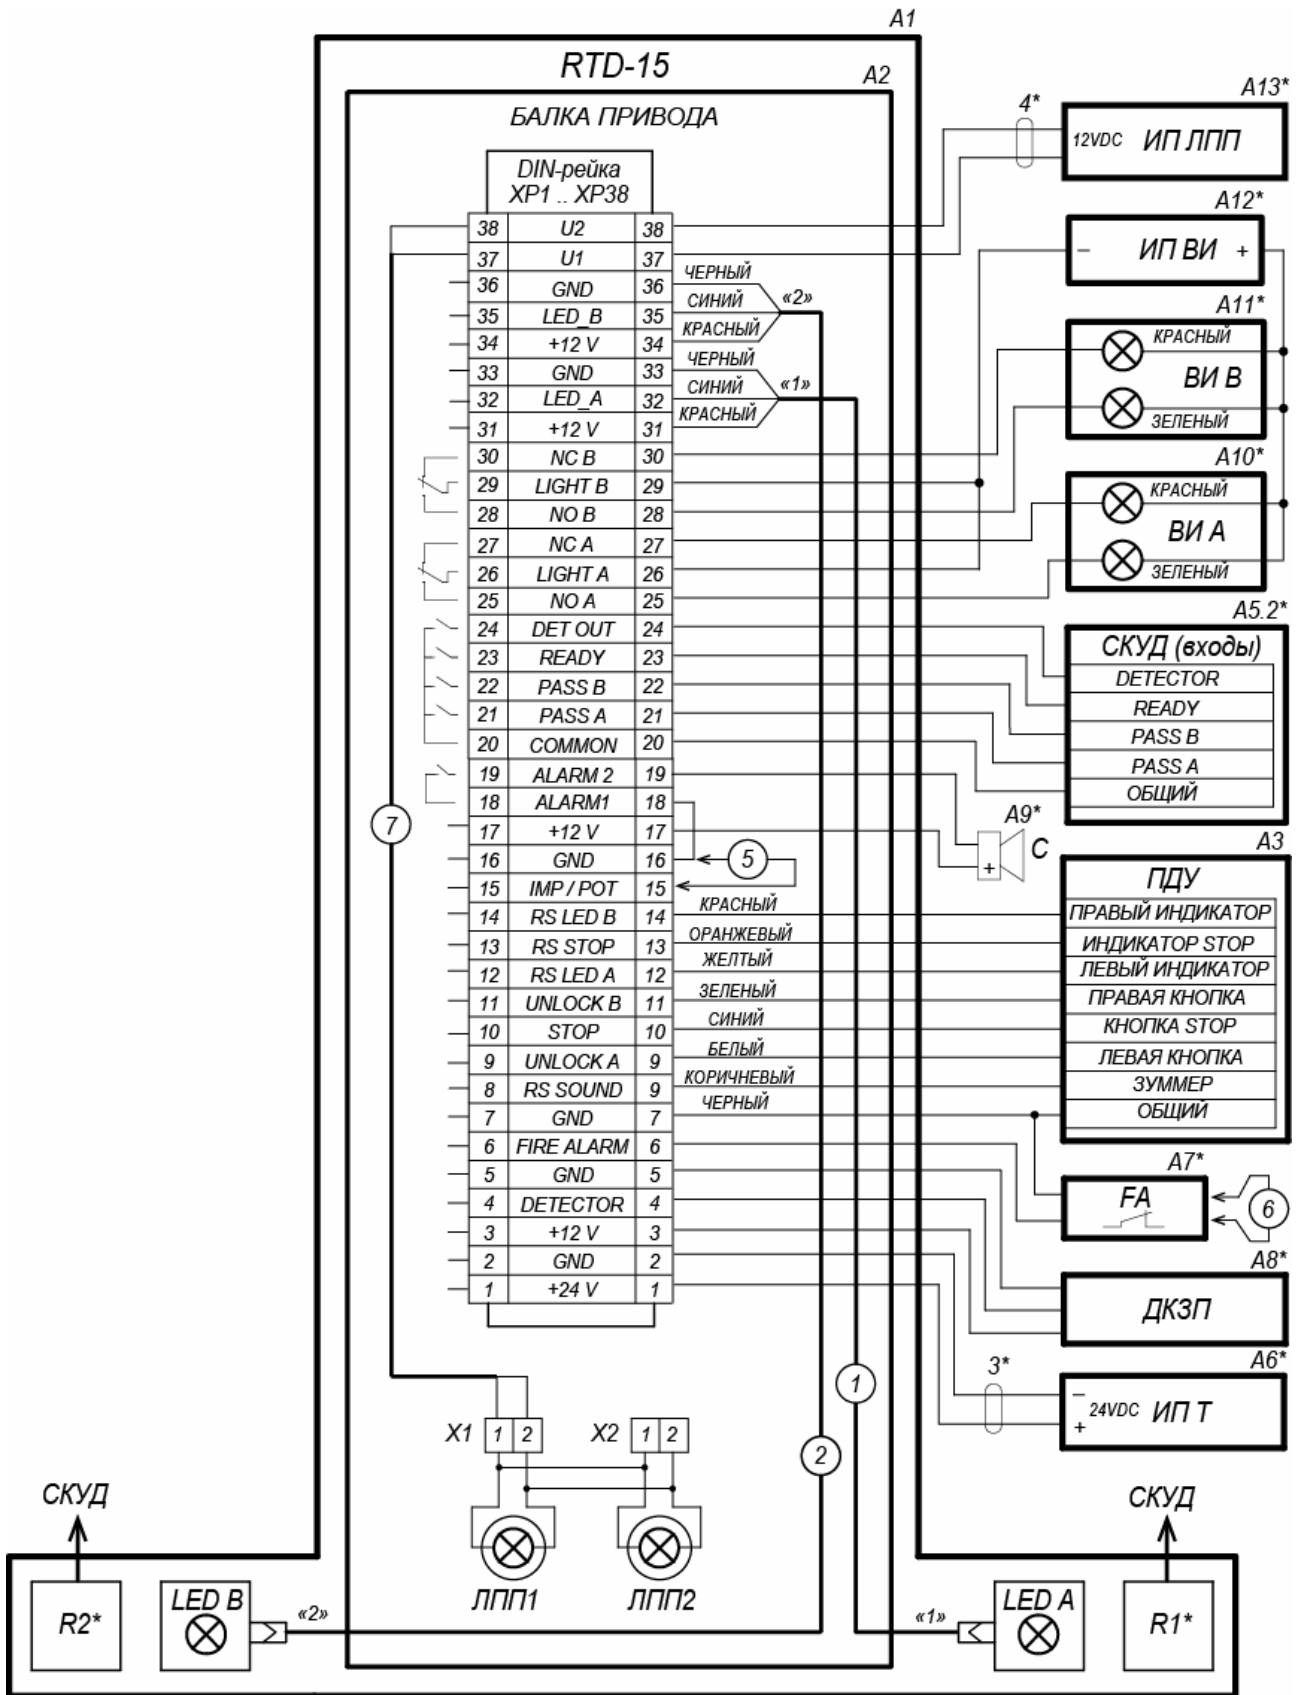 A1
RTD-15
A2
БАЛКА ПРИВОДА
DIN-рейка
XP1 .. XP38
38 U2 38
37 U1 37
36 GND 36
35 LED_B 35
34 +12 V 34
33 GND 33
32 LED_A 32
31 +12 V 31
30 NC B 30
29 LIGHT B 29
28 NO B 28
27 NC A 27
26 LIGHT A 26
25 NO A 25
24 DET OUT 24
23 READY 23
22 PASS B 22
21 PASS A 21
20 COMMON 20
19 ALARM 2 19
18 ALARM1 18
17 +12 V 17
16 GND 16
15 IMP / POT 15
14 RS LED B 14
13 RS STOP 13
12 RS LED A 12
11 UNLOCK B 11
10 STOP 10
9 UNLOCK A 9
8 RS SOUND 9
7 GND 7
6 FIRE ALARM 6
5 GND 5
4 DETECTOR 4
3 +12 V 3
2 GND 2
1 +24 V 1
ЧЕРНЫЙ
СИНИЙ «2»
КРАСНЫЙ
ЧЕРНЫЙ
СИНИЙ «1»
КРАСНЫЙ
5
КРАСНЫЙ
ОРАНЖЕВЫЙ
ЖЕЛТЫЙ
ЗЕЛЕНЫЙ
СИНИЙ
БЕЛЫЙ
КОРИЧНЕВЫЙ
ЧЕРНЫЙ
4*
A13*
12VDC ИП ЛПП
A12*
– ИП ВИ +
A11*
КРАСНЫЙ
ВИ В
ЗЕЛЕНЫЙ
A10*
КРАСНЫЙ
ВИ А
ЗЕЛЕНЫЙ
A5.2*
СКУД (входы)
DETECTOR
READY
PASS B
PASS A
ОБЩИЙ
A9*
+ C
A3
ПДУ
ПРАВЫЙ ИНДИКАТОР
ИНДИКАТОР STOP
ЛЕВЫЙ ИНДИКАТОР
ПРАВАЯ КНОПКА
КНОПКА STOP
ЛЕВАЯ КНОПКА
ЗУММЕР
ОБЩИЙ
A7*
FA
6
A8*
ДКЗП
3*
A6*
–
24VDC ИП Т
+
7
1
2
X1 1 2
X2 1 2
ЛПП1
ЛПП2
СКУД
R2*
LED B
«2»
«1»
LED A
СКУД
R1*